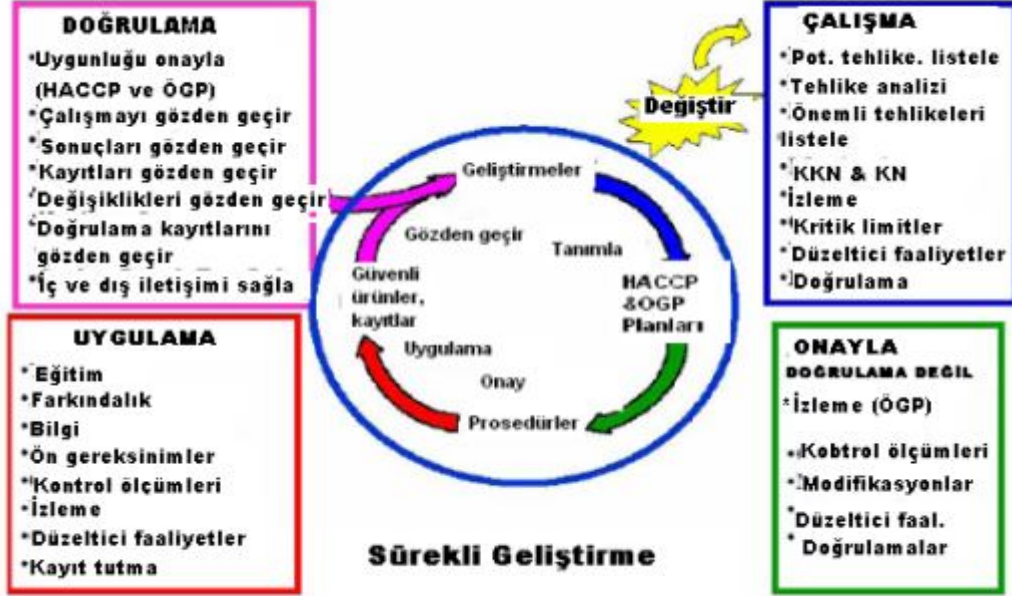 DOĞRULAMA
*Uygunluğu onayla
(HACCP ve ÖGP)
*Çalışmayı gözden geçir
*Sonuçları gözden geçir
*Kayıtları gözden geçir
*Değişiklikleri gözden geçir
*Doğrulama kayıtlarını
gözden geçir
*İç ve dış iletişimi sağla
Değiştir
ÇALIŞMA
*Pot. tehlike. listele
*Tehlike analizi
*Önemli tehlikeleri
listele
*KKN & KN
*İzleme
*Kritik limitler
*Düzeltici faaliyetler
*Doğrulama
Geliştirmeler
Gözden geçir
Tanımla
Güvenli
ürünler,
kayıtlar
HACCP
&OGP
Planları
Uygulama
Onay
Prosedürler
UYGULAMA
*Eğitim
*Farkındalık
*Bilgi
*Ön gereksinimler
*Kontrol ölçümleri
*İzleme
*Düzeltici faaliyetler
*Kayıt tutma
ONAYLA
DOĞRULAMA DEĞİL
*İzleme (ÖGP)
*Kobtrol ölçümleri
*Modifikasyonlar
*Düzeltici faal.
*Doğrulamalar
Sürekli Geliştirme